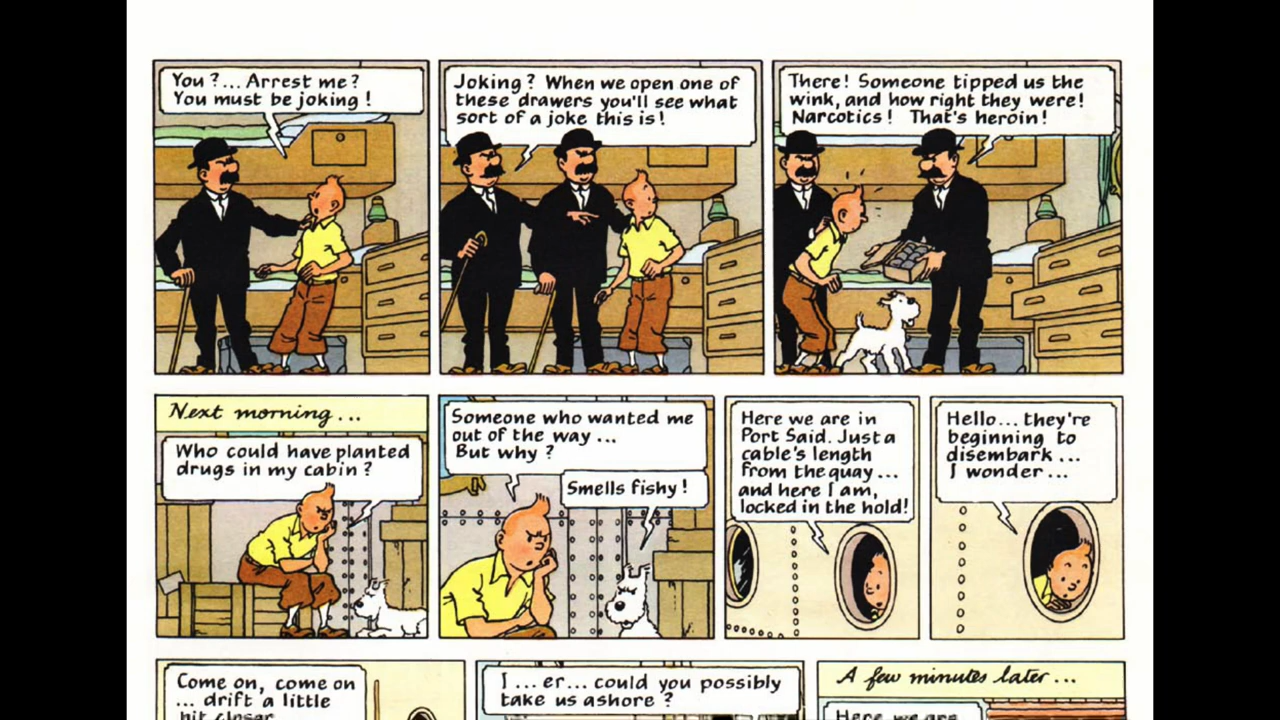 You?... Arrest me?
You must be joking!
Joking? When we open one of
these drawers you'll see what
sort of a joke this is!
There! Someone tipped us the
wink, and how right they were!
Narcotics! That's heroin!
Next morning...
Who could have planted
drugs in my cabin?
Someone who wanted me
out of the way...
But why?
Smells fishy!
Here we are in
Port Said. Just a
cable's length
from the quay...
and here I am,
locked in the hold!
Hello... they're
beginning to
disembark...
I wonder...
Come on, come on
... drift a little
bit closer
I... er... could you possibly
take us ashore?
A few minutes later...
Here we are